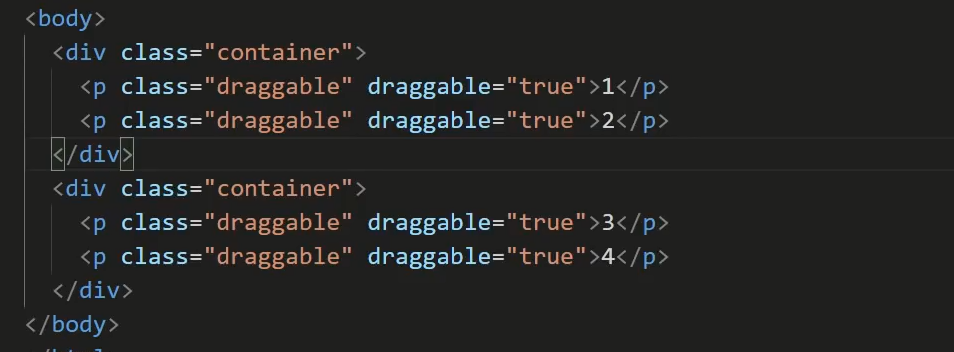 <body>
<div class="container">
<p class="draggable" draggable="true">1</p>
<p class="draggable" draggable="true">2</p>
</div>
<div class="container">
<p class="draggable" draggable="true">3</p>
<p class="draggable" draggable="true">4</p>
</div>
</body>